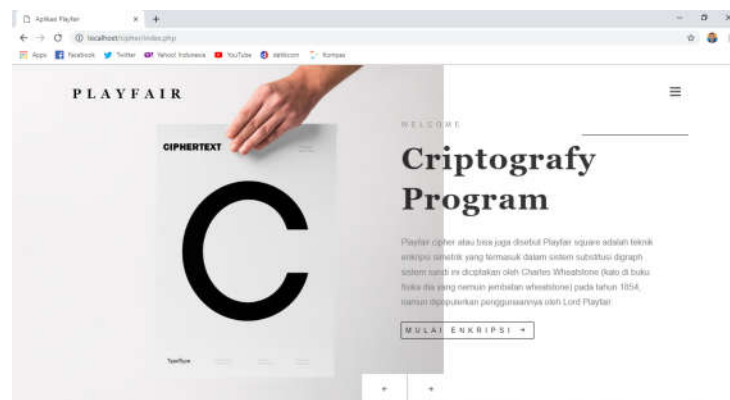 Aplikasi Playfair
localhost/cipher/index.php
Apps Facebook Twitter Yahoo! Indonesia YouTube detikcom Kompas
PLAYFAIR
WELCOME
CIPHERTEXT
Criptografy
Program
C
Playfair cipher atau bisa juga disebut Playfair square adalah teknik
enkripsi simetrik yang termasuk dalam sistem substitusi digraph.
sistem sandi ini diciptakan oleh Charles Wheatstone (kalo di buku
fisika dia yang nemuin jembatan wheatstone) pada tahun 1854,
namun dipopulerkan penggunaannya oleh Lord Playfair
MULAI ENKRIPSI